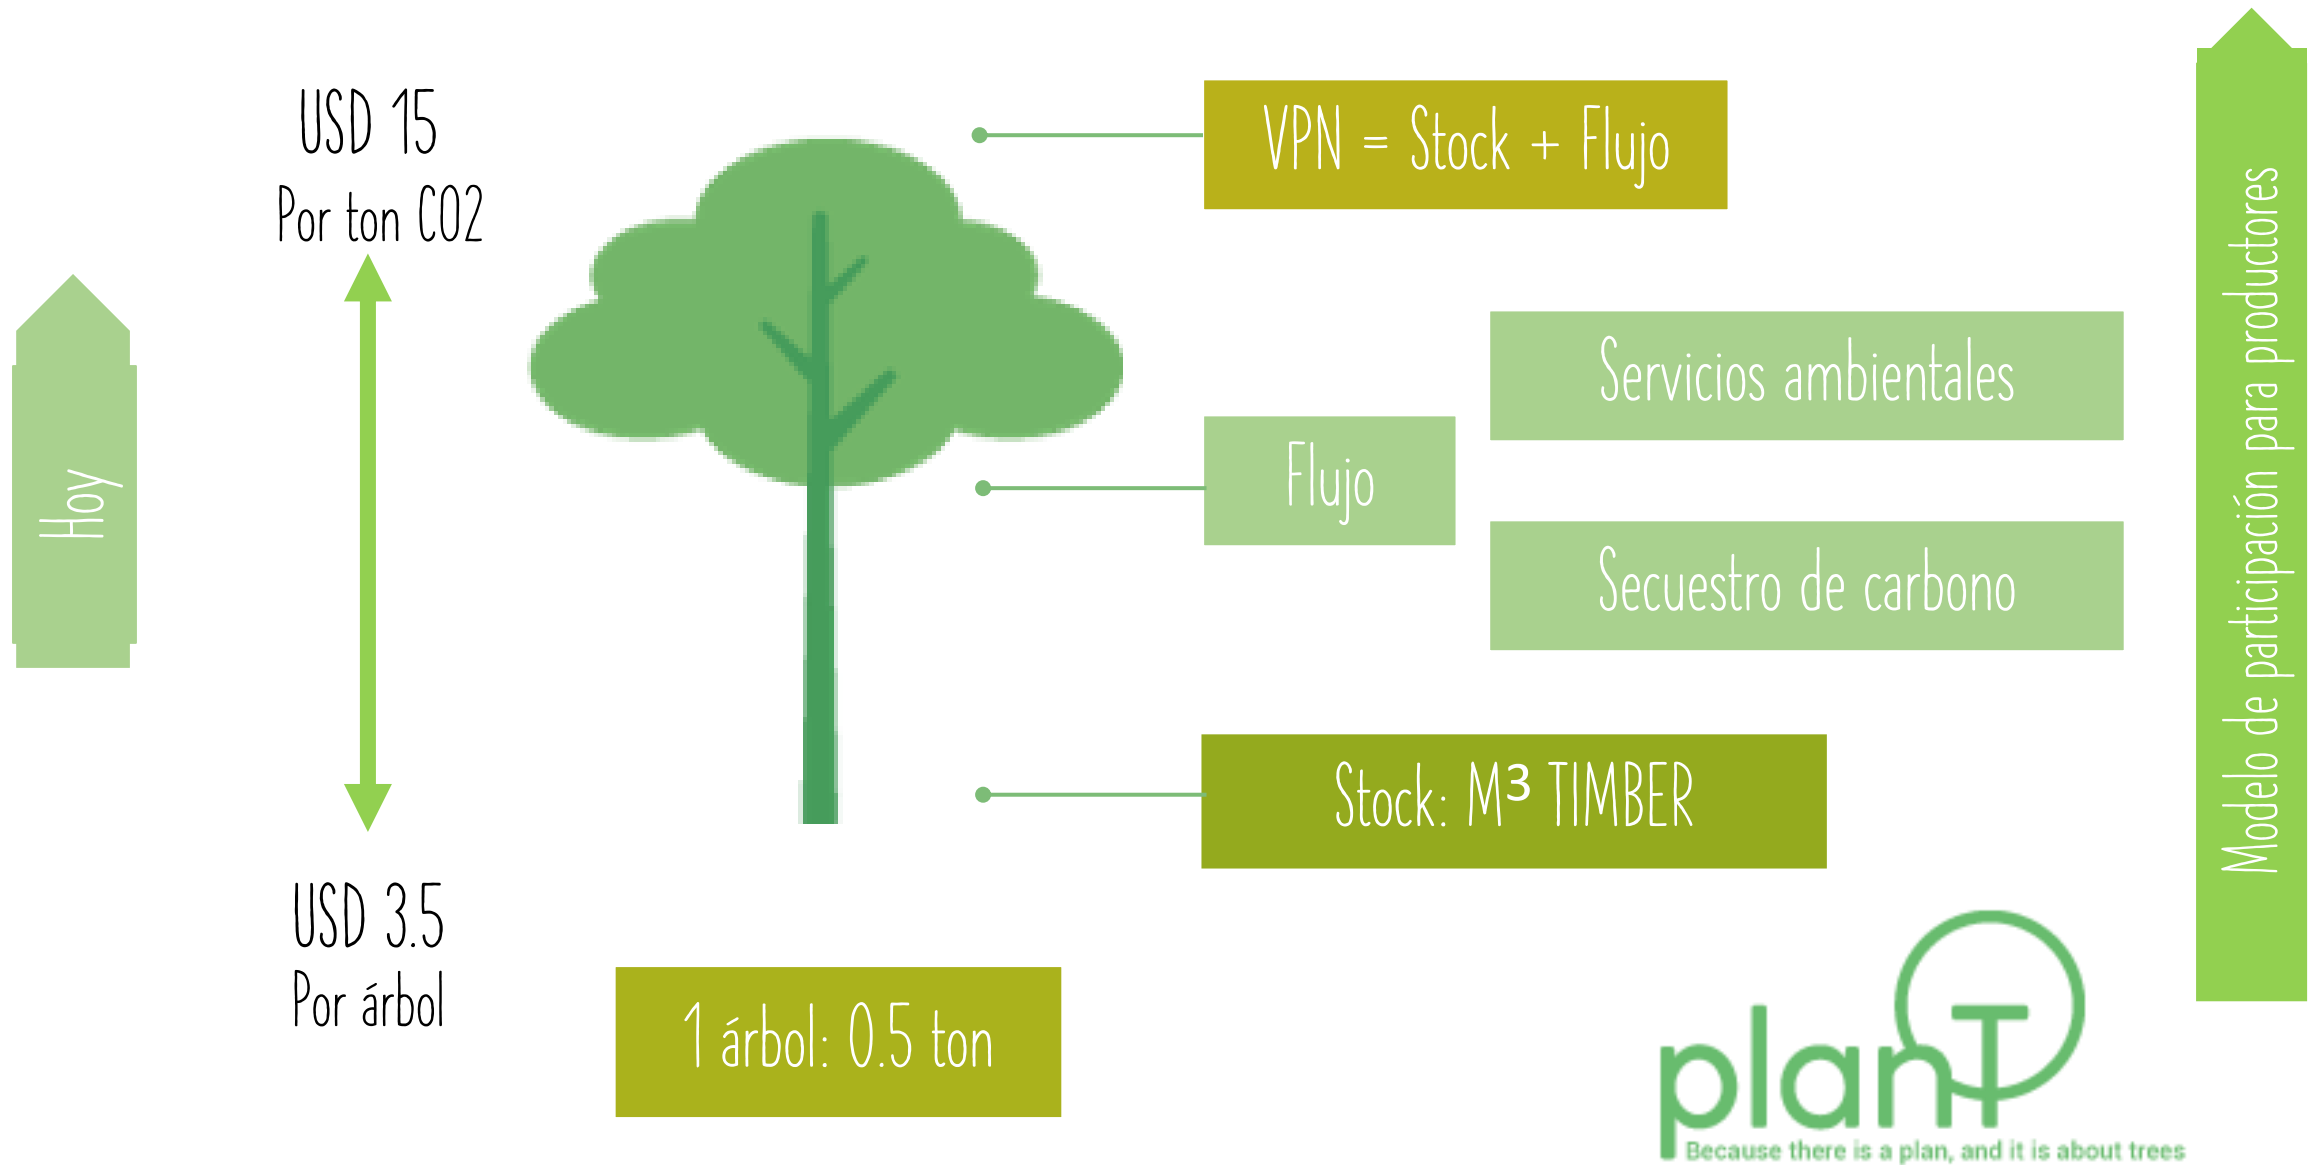 USD 15
Por ton CO2
Hoy
USD 3.5
Por árbol
1 árbol: 0.5 ton
VPN = Stock + Flujo
Servicios ambientales
Flujo
Secuestro de carbono
Stock: M³ TIMBER
Modelo de participación para productores
planT
Because there is a plan, and it is about trees